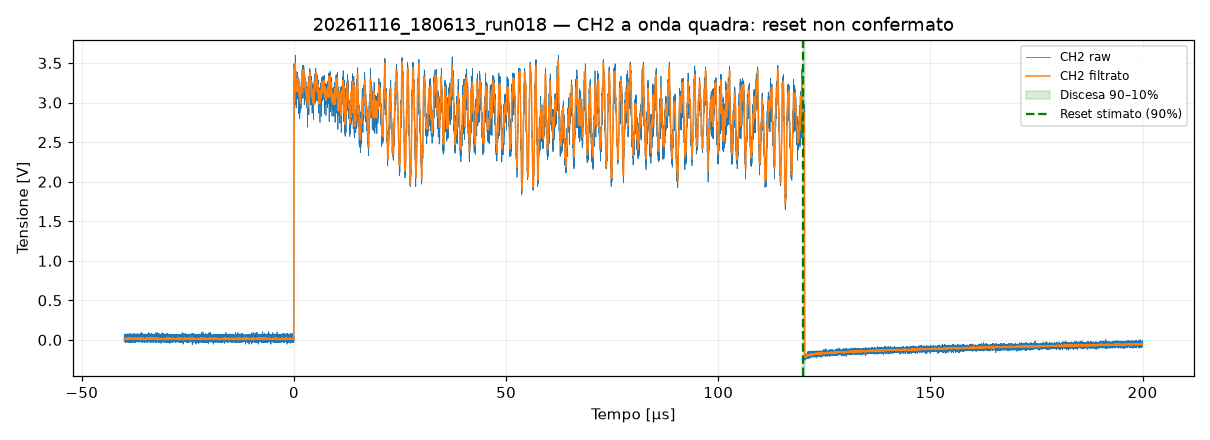 20261116_180613_run018 — CH2 a onda quadra: reset non confermato
CH2 raw
CH2 filtrato
Discesa 90–10%
Reset stimato (90%)
Tensione [V]
3.5
3.0
2.5
2.0
1.5
1.0
0.5
0.0
−50
0
50
100
150
200
Tempo [µs]